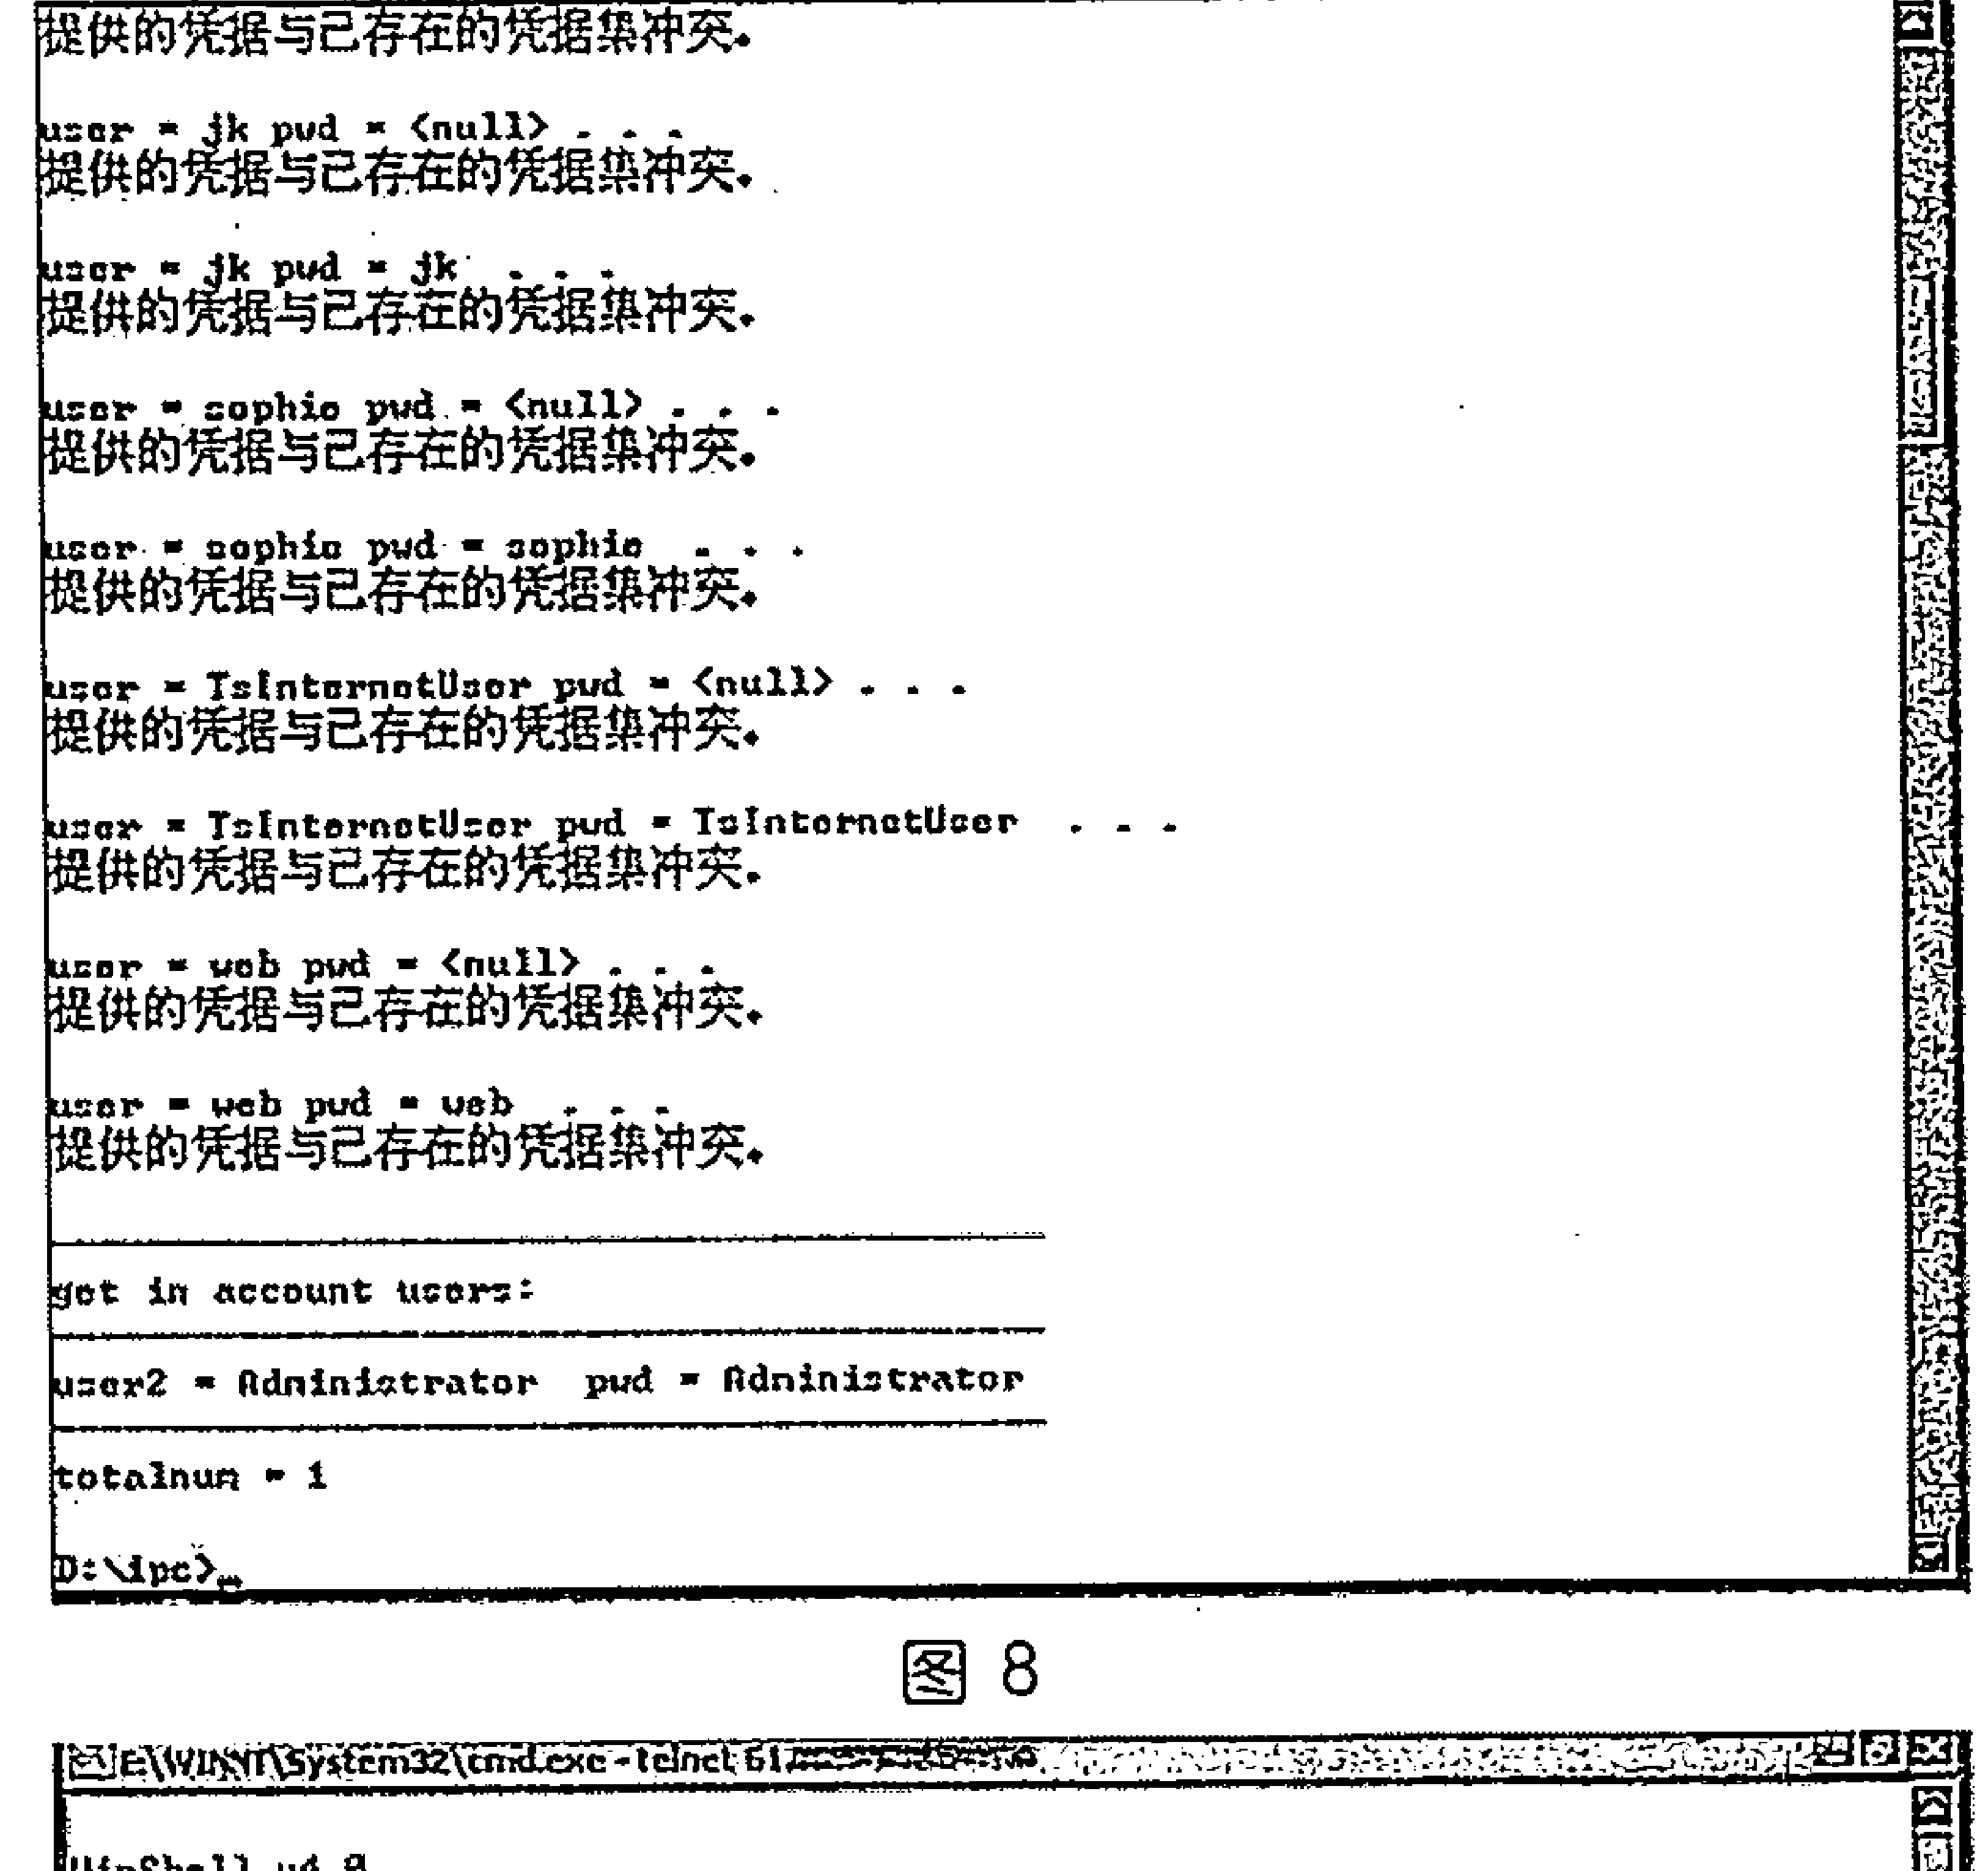 提供的凭据与已存在的凭据集冲突。
user = jk pwd = <null> . . .
提供的凭据与已存在的凭据集冲突。
user = jk pwd = jk . . .
提供的凭据与已存在的凭据集冲突。
user = sophie pwd = <null> . . .
提供的凭据与已存在的凭据集冲突。
user = sophie pwd = sophie . . .
提供的凭据与已存在的凭据集冲突。
user = TsInternetUser pwd = <null> . . .
提供的凭据与已存在的凭据集冲突。
user = TsInternetUser pwd = TsInternetUser . . .
提供的凭据与已存在的凭据集冲突。
user = web pwd = <null> . . .
提供的凭据与已存在的凭据集冲突。
user = web pwd = web . . .
提供的凭据与已存在的凭据集冲突。
get in account users:
user2 = Administrator pwd = Administrator
totalnum = 1
D:\ipc>_
图 8
E:\WINNT\System32\cmd.exe - telnet 61.
WinShell v4.0